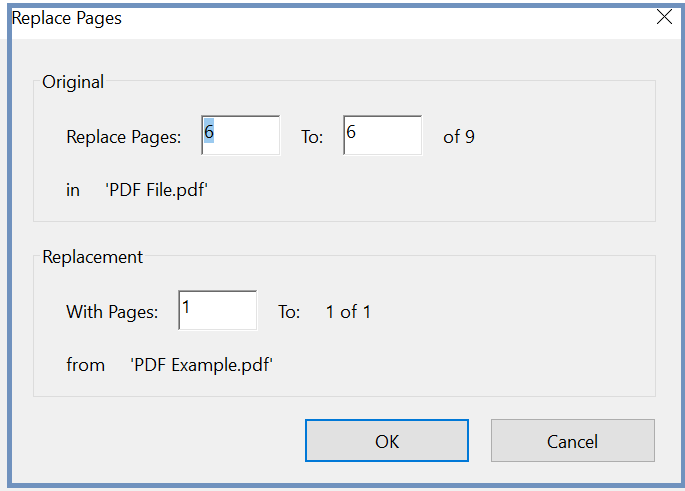 Replace Pages
Original
Replace Pages: 6 To: 6 of 9
in 'PDF File.pdf'
Replacement
With Pages: 1 To: 1 of 1
from 'PDF Example.pdf'
OK Cancel